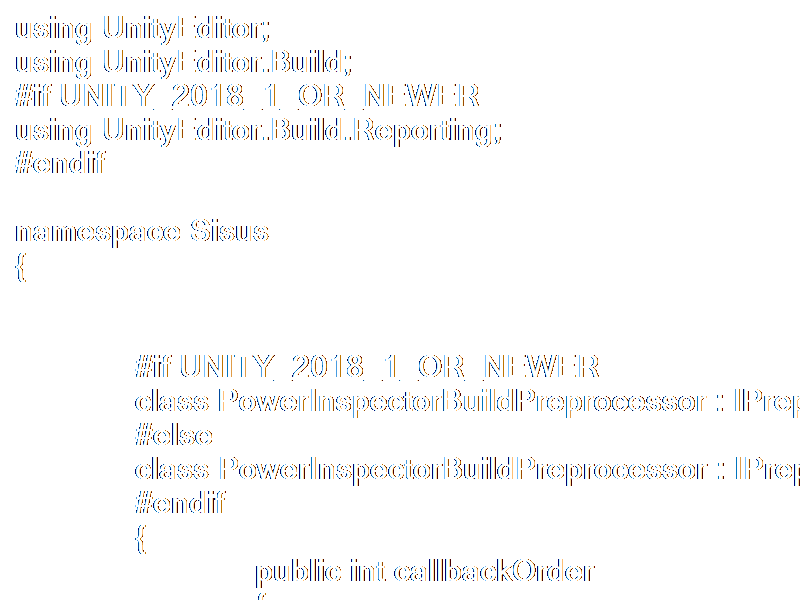 using UnityEditor;
using UnityEditor.Build;
#if UNITY_2018_1_OR_NEWER
using UnityEditor.Build.Reporting;
#endif
namespace Sisus
{
#if UNITY_2018_1_OR_NEWER
class PowerInspectorBuildPreprocessor : IPrep
#else
class PowerInspectorBuildPreprocessor : IPrep
#endif
{
public int callbackOrder
{